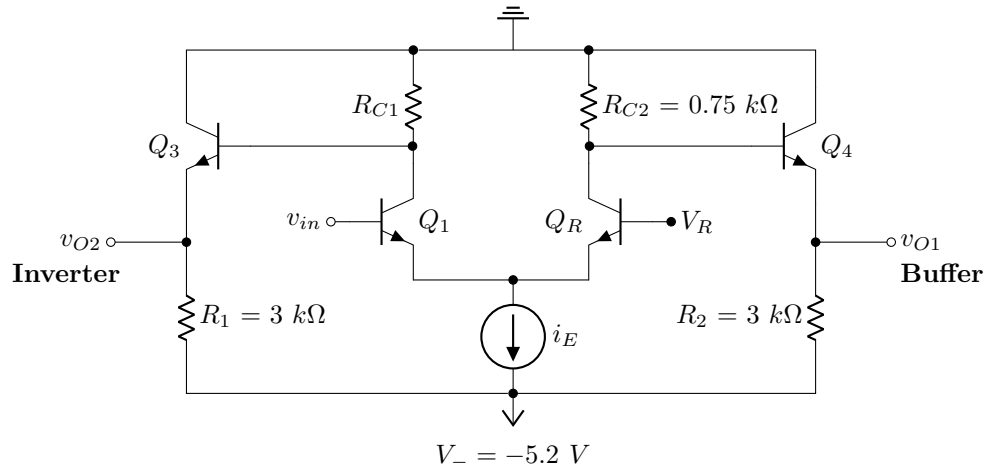 R_{C1}
R_{C2} = 0.75 kΩ
Q_3
Q_4
v_{in}
Q_1
Q_R
V_R
v_{O2}
Inverter
v_{O1}
Buffer
R_1 = 3 kΩ
i_E
R_2 = 3 kΩ
V_− = −5.2 V